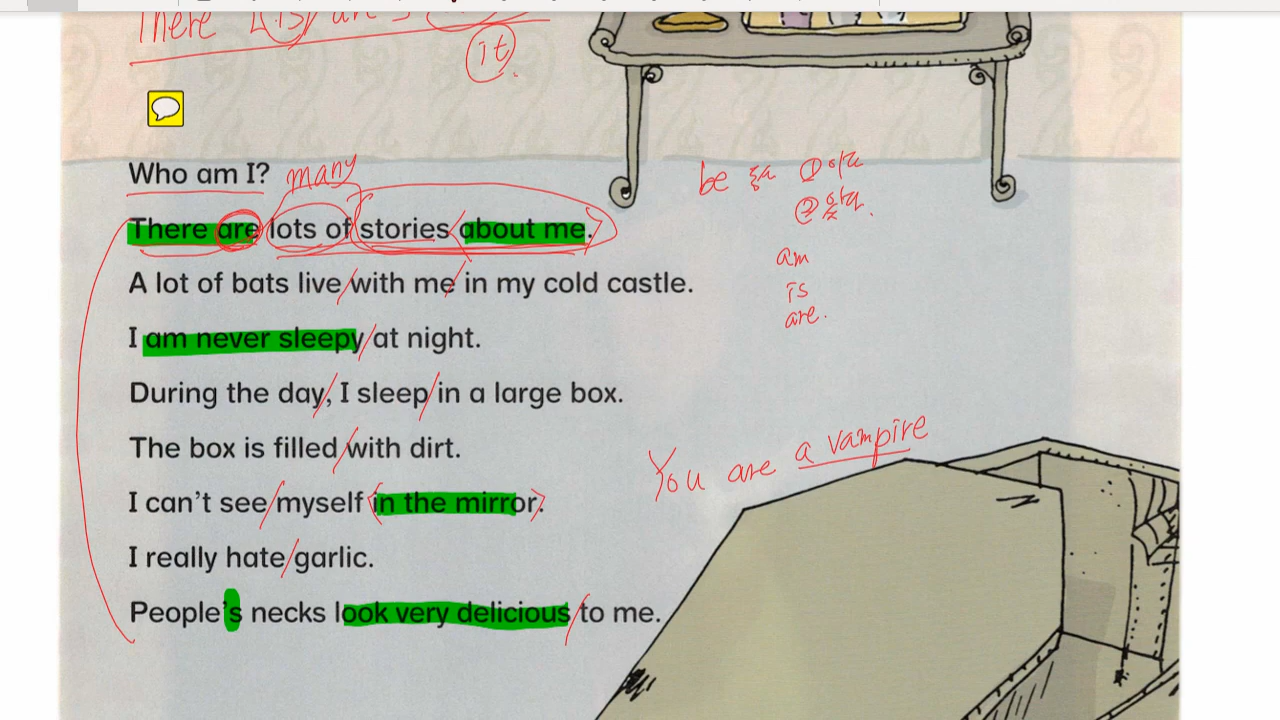 There is an
it.
Who am I?
many
There are lots of stories about me.
A lot of bats live with me in my cold castle.
I am never sleepy at night.
During the day, I sleep in a large box.
The box is filled with dirt.
I can't see myself in the mirror.
I really hate garlic.
People's necks look very delicious to me.
be
am
is
are.
You are a vampire